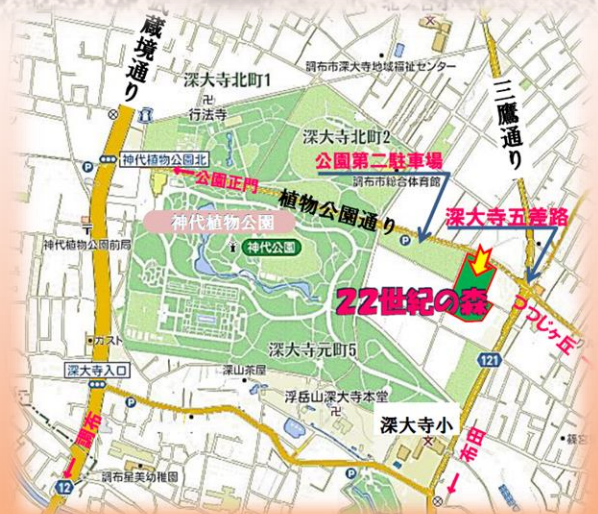 武蔵境通り
三鷹通り
調布市深大寺地域福祉センター
深大寺北町1
行法寺
深大寺北町2
公園第二駐車場
調布市総合体育館
神代植物公園北
公園正門
植物公園通り
深大寺五差路
神代植物公園
神代公園
神代植物公園前局
22世紀の森
つつじヶ丘
ガスト
深大寺元町5
121
深大寺入口
深山茶屋
浮岳山深大寺本堂
深大寺小
調布
布田
12
調布星美幼稚園
P
P
P
P